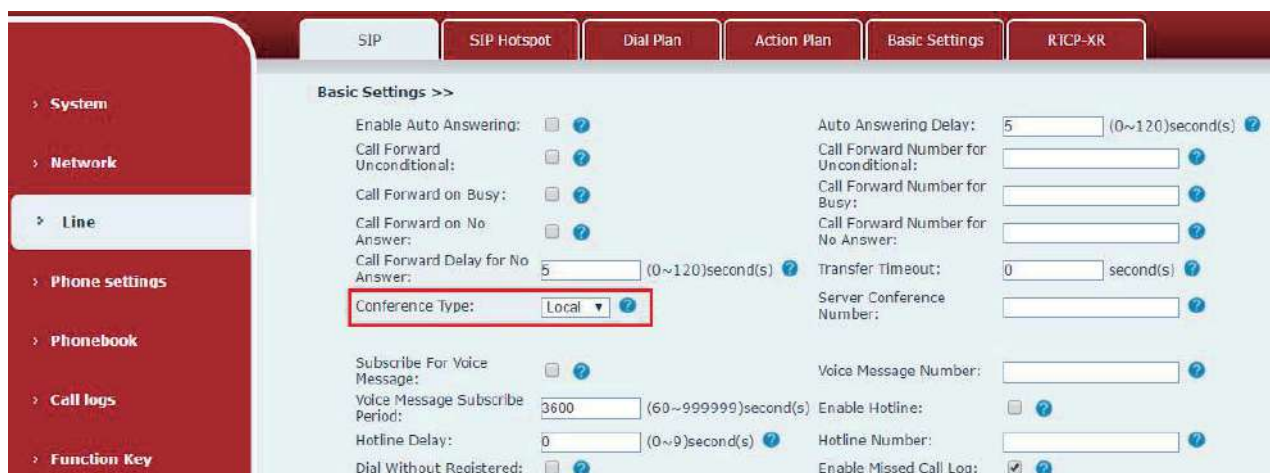 SIP
SIP Hotspot
Dial Plan
Action Plan
Basic Settings
RTCP-XR
› System
› Network
› Line
› Phone settings
› Phonebook
› Call logs
› Function Key
Basic Settings >>
Enable Auto Answering:
Auto Answering Delay: 5 (0~120)second(s)
Call Forward
Unconditional:
Call Forward Number for
Unconditional:
Call Forward on Busy:
Call Forward Number for
Busy:
Call Forward on No
Answer:
Call Forward Number for
No Answer:
Call Forward Delay for No
Answer: 5 (0~120)second(s)
Transfer Timeout: 0 second(s)
Conference Type: Local
Server Conference
Number:
Subscribe For Voice
Message:
Voice Message Number:
Voice Message Subscribe
Period: 3600 (60~999999)second(s)
Enable Hotline:
Hotline Delay: 0 (0~9)second(s)
Hotline Number:
Dial Without Registered:
Enable Missed Call Log: